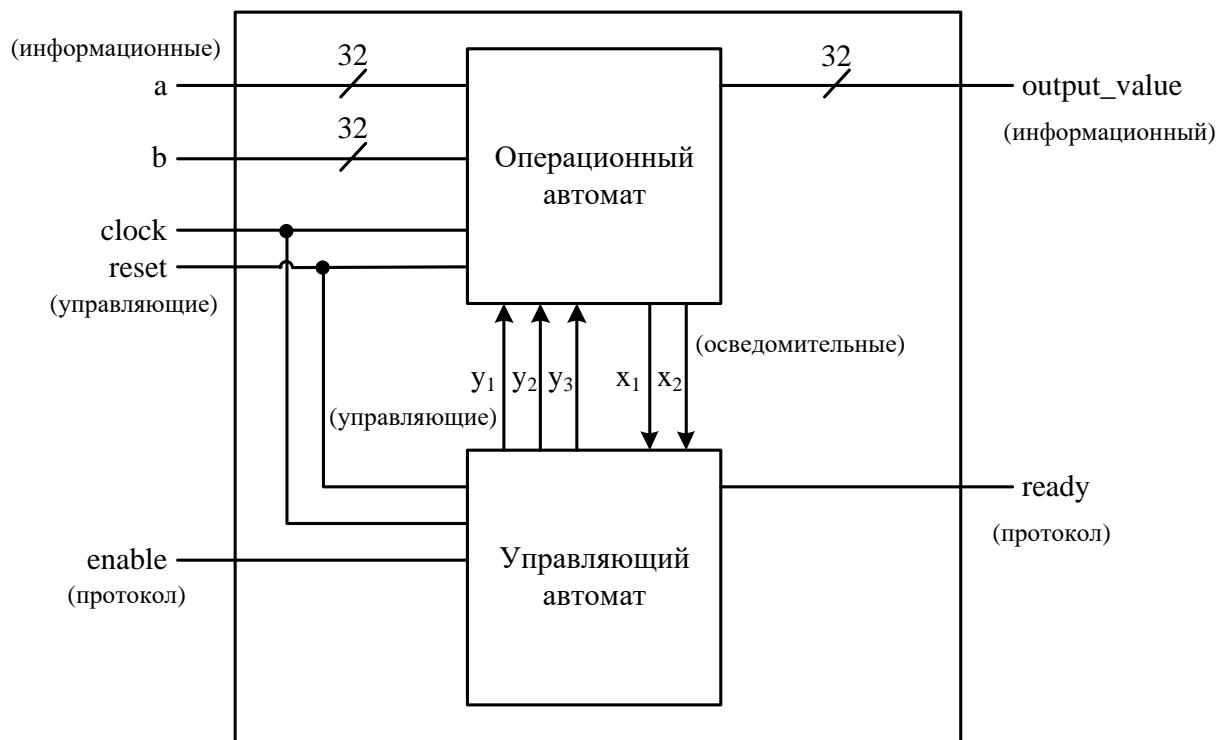 (информационные)
32
32
a
output_value
(информационный)
32
b
Операционный
автомат
clock
reset
(управляющие)
(осведомительные)
y1 y2 y3 x1 x2
(управляющие)
ready
(протокол)
enable
(протокол)
Управляющий
автомат